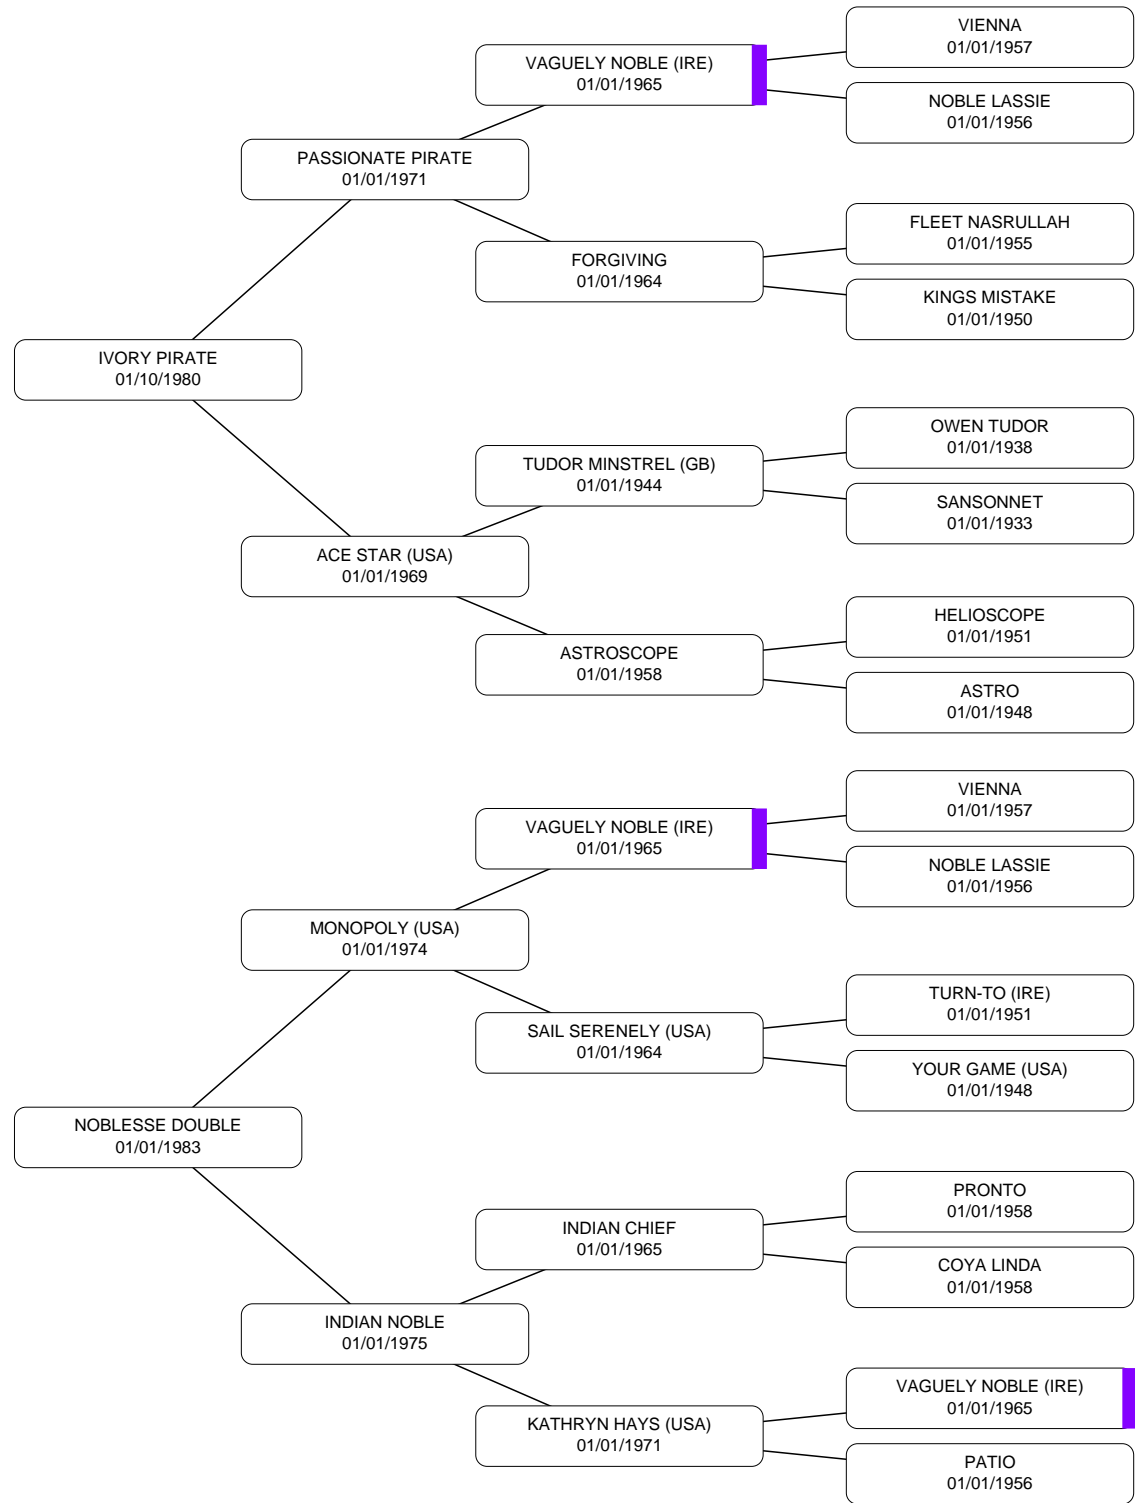 VIENNA
01/01/1957
VAGUELY NOBLE (IRE)
01/01/1965
NOBLE LASSIE
01/01/1956
PASSIONATE PIRATE
01/01/1971
FLEET NASRULLAH
01/01/1955
FORGIVING
01/01/1964
KINGS MISTAKE
01/01/1950
IVORY PIRATE
01/10/1980
OWEN TUDOR
01/01/1938
TUDOR MINSTREL (GB)
01/01/1944
SANSONNET
01/01/1933
ACE STAR (USA)
01/01/1969
HELIOSCOPE
01/01/1951
ASTROSCOPE
01/01/1958
ASTRO
01/01/1948
VIENNA
01/01/1957
VAGUELY NOBLE (IRE)
01/01/1965
NOBLE LASSIE
01/01/1956
MONOPOLY (USA)
01/01/1974
TURN-TO (IRE)
01/01/1951
SAIL SERENELY (USA)
01/01/1964
YOUR GAME (USA)
01/01/1948
NOBLESSE DOUBLE
01/01/1983
PRONTO
01/01/1958
INDIAN CHIEF
01/01/1965
COYA LINDA
01/01/1958
INDIAN NOBLE
01/01/1975
VAGUELY NOBLE (IRE)
01/01/1965
KATHRYN HAYS (USA)
01/01/1971
PATIO
01/01/1956